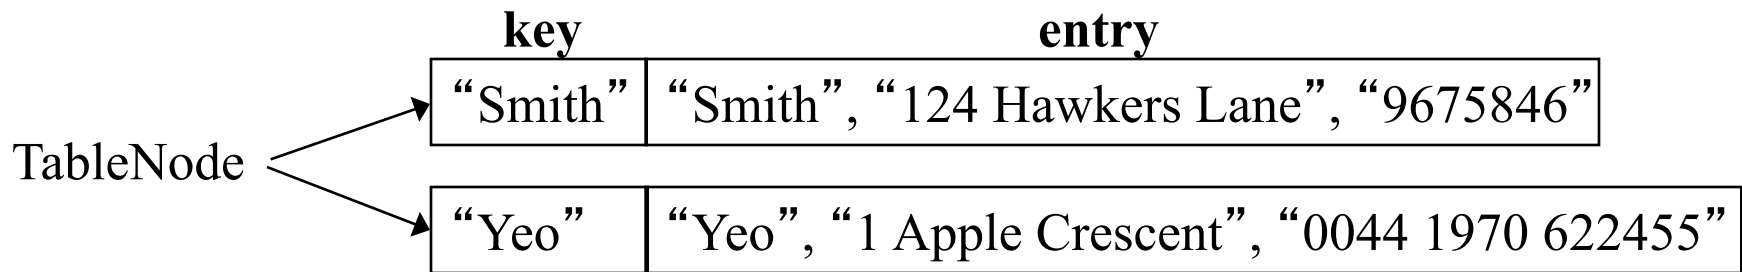 key entry
“Smith” “Smith”, “124 Hawkers Lane”, “9675846”
TableNode
“Yeo” “Yeo”, “1 Apple Crescent”, “0044 1970 622455”